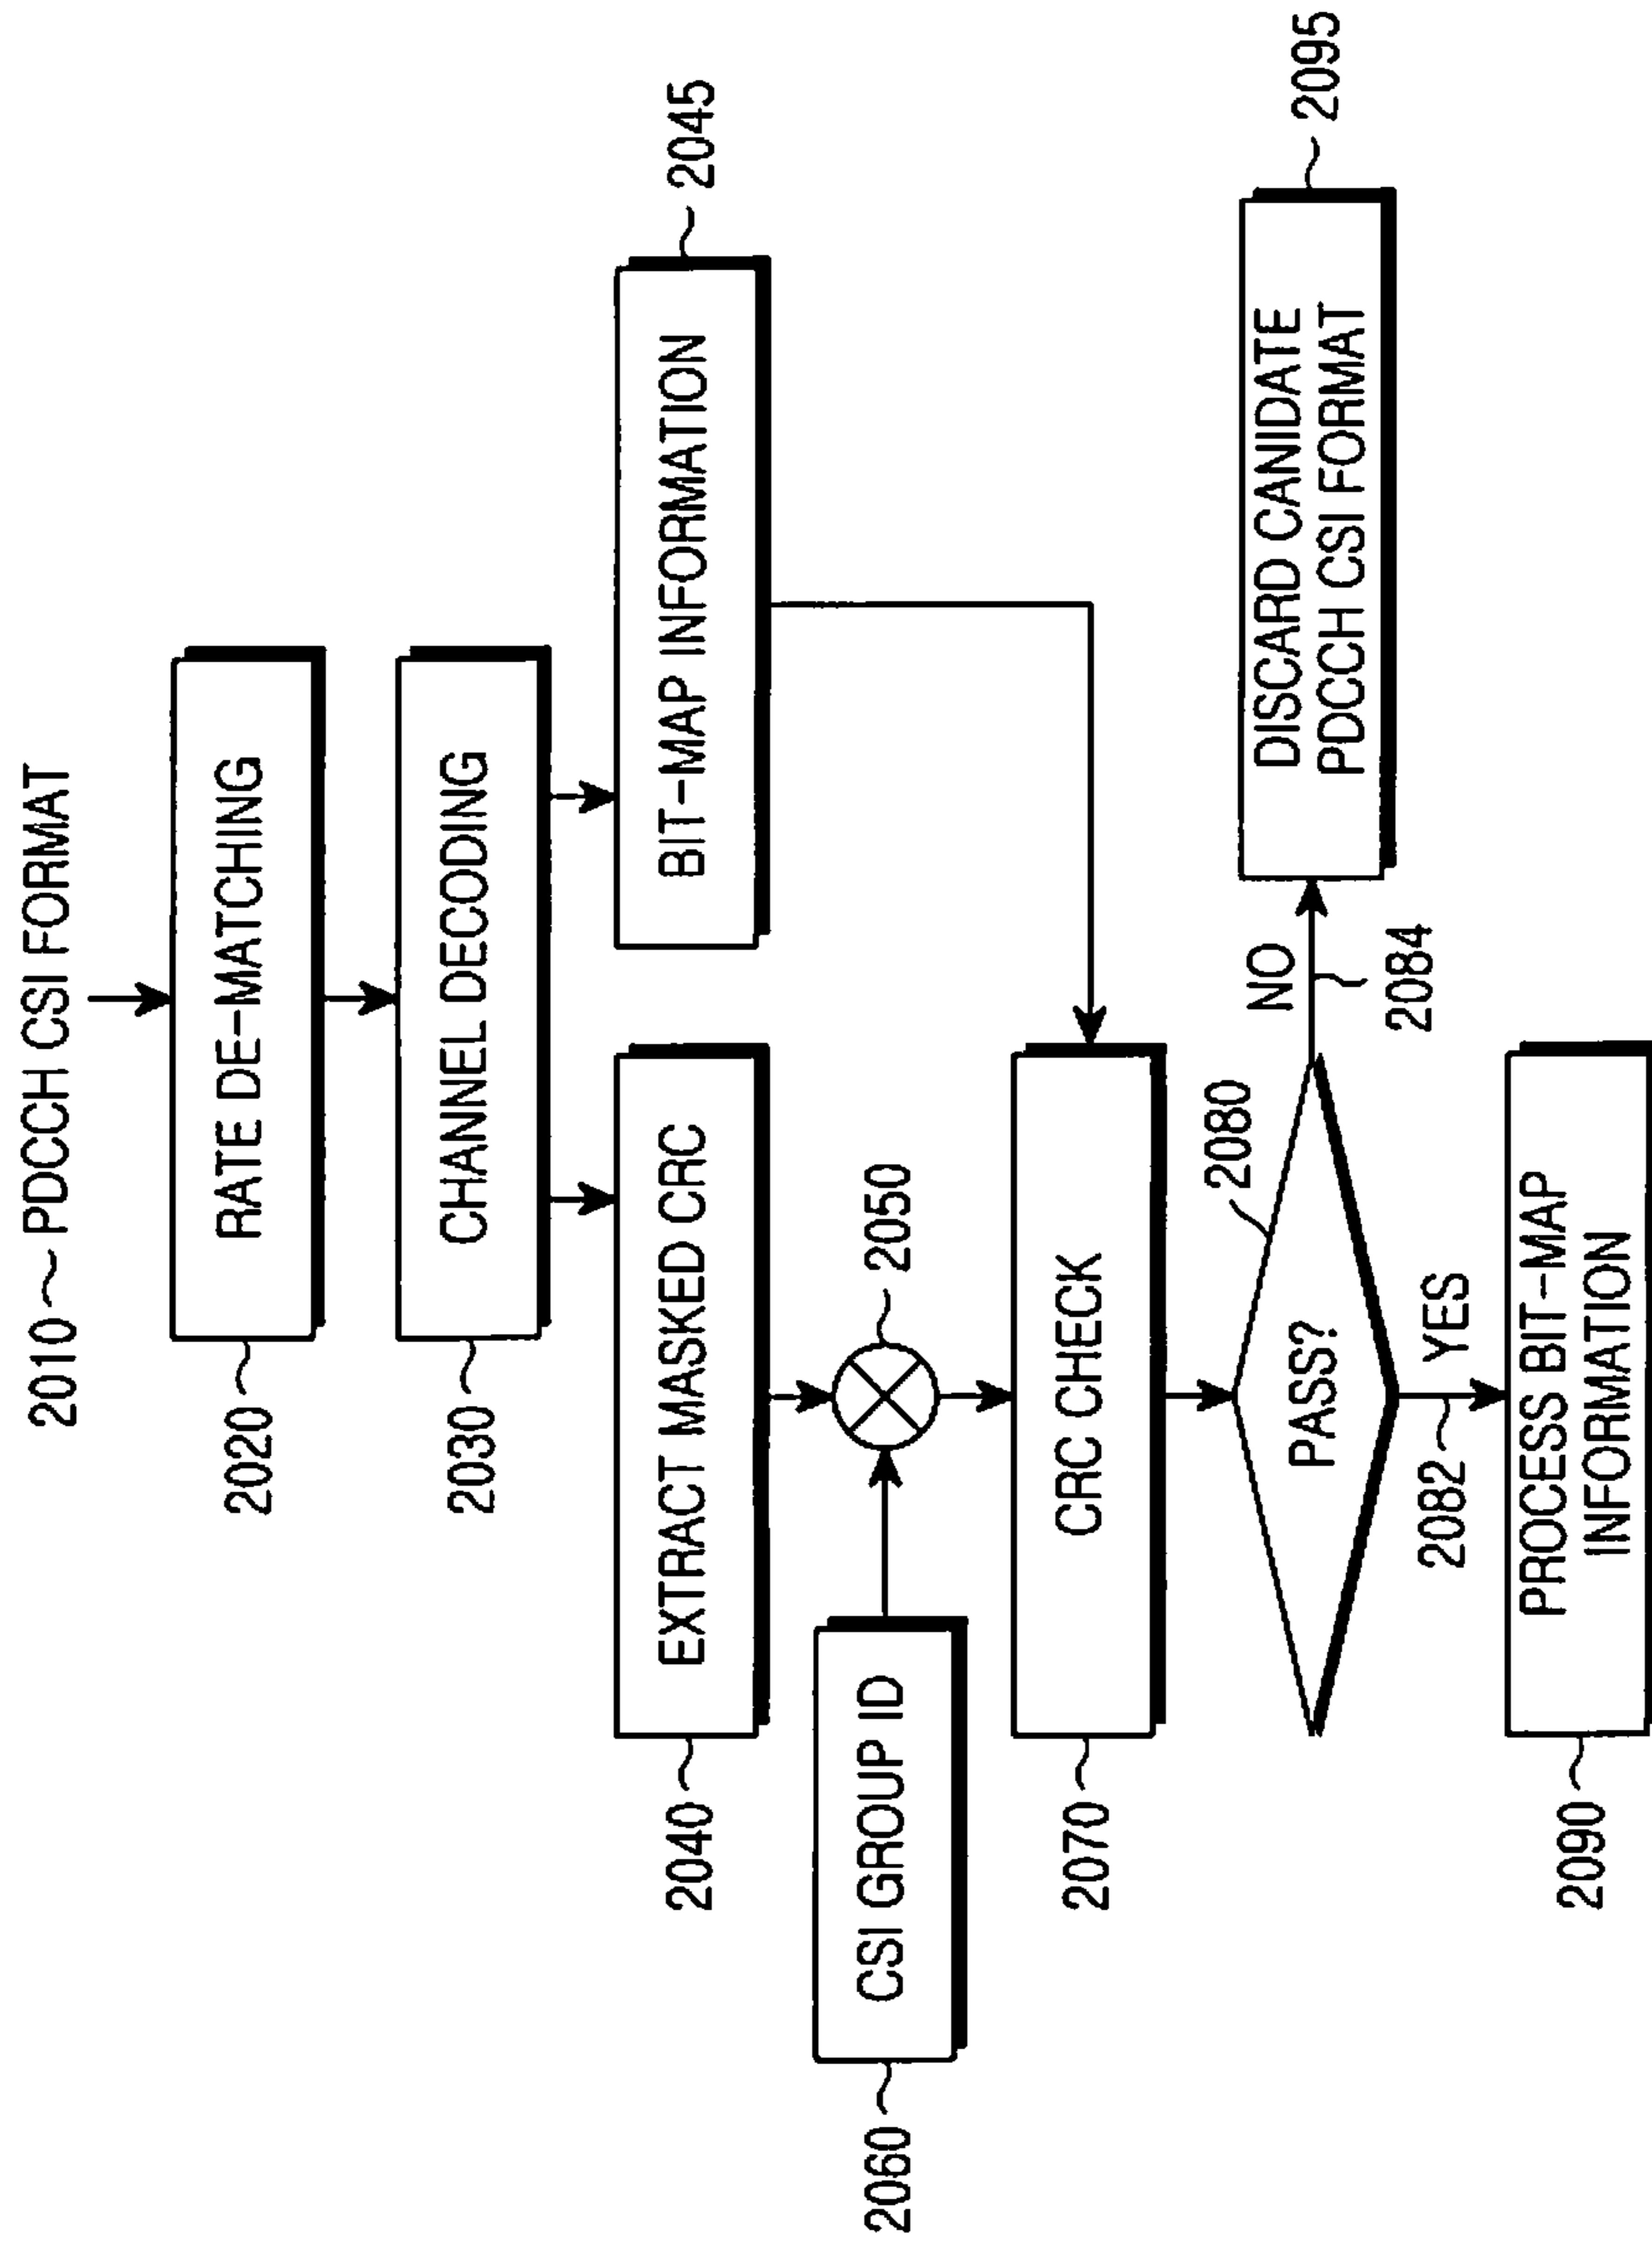 2010 PDCCH CSI FORMAT
2020 RATE DE-MATCHING
2030 CHANNEL DECODING
2040 EXTRACT MASKED CRC
BIT-MAP INFORMATION 2045
2060 CSI GROUP ID
2050
2070 CRC CHECK
2080
PASS?
NO
2084
DISCARD CANIDATE
PDCCH CSI FORMAT
2095
2082 YES
2090 PROCESS BIT-MAP
INFORMATION